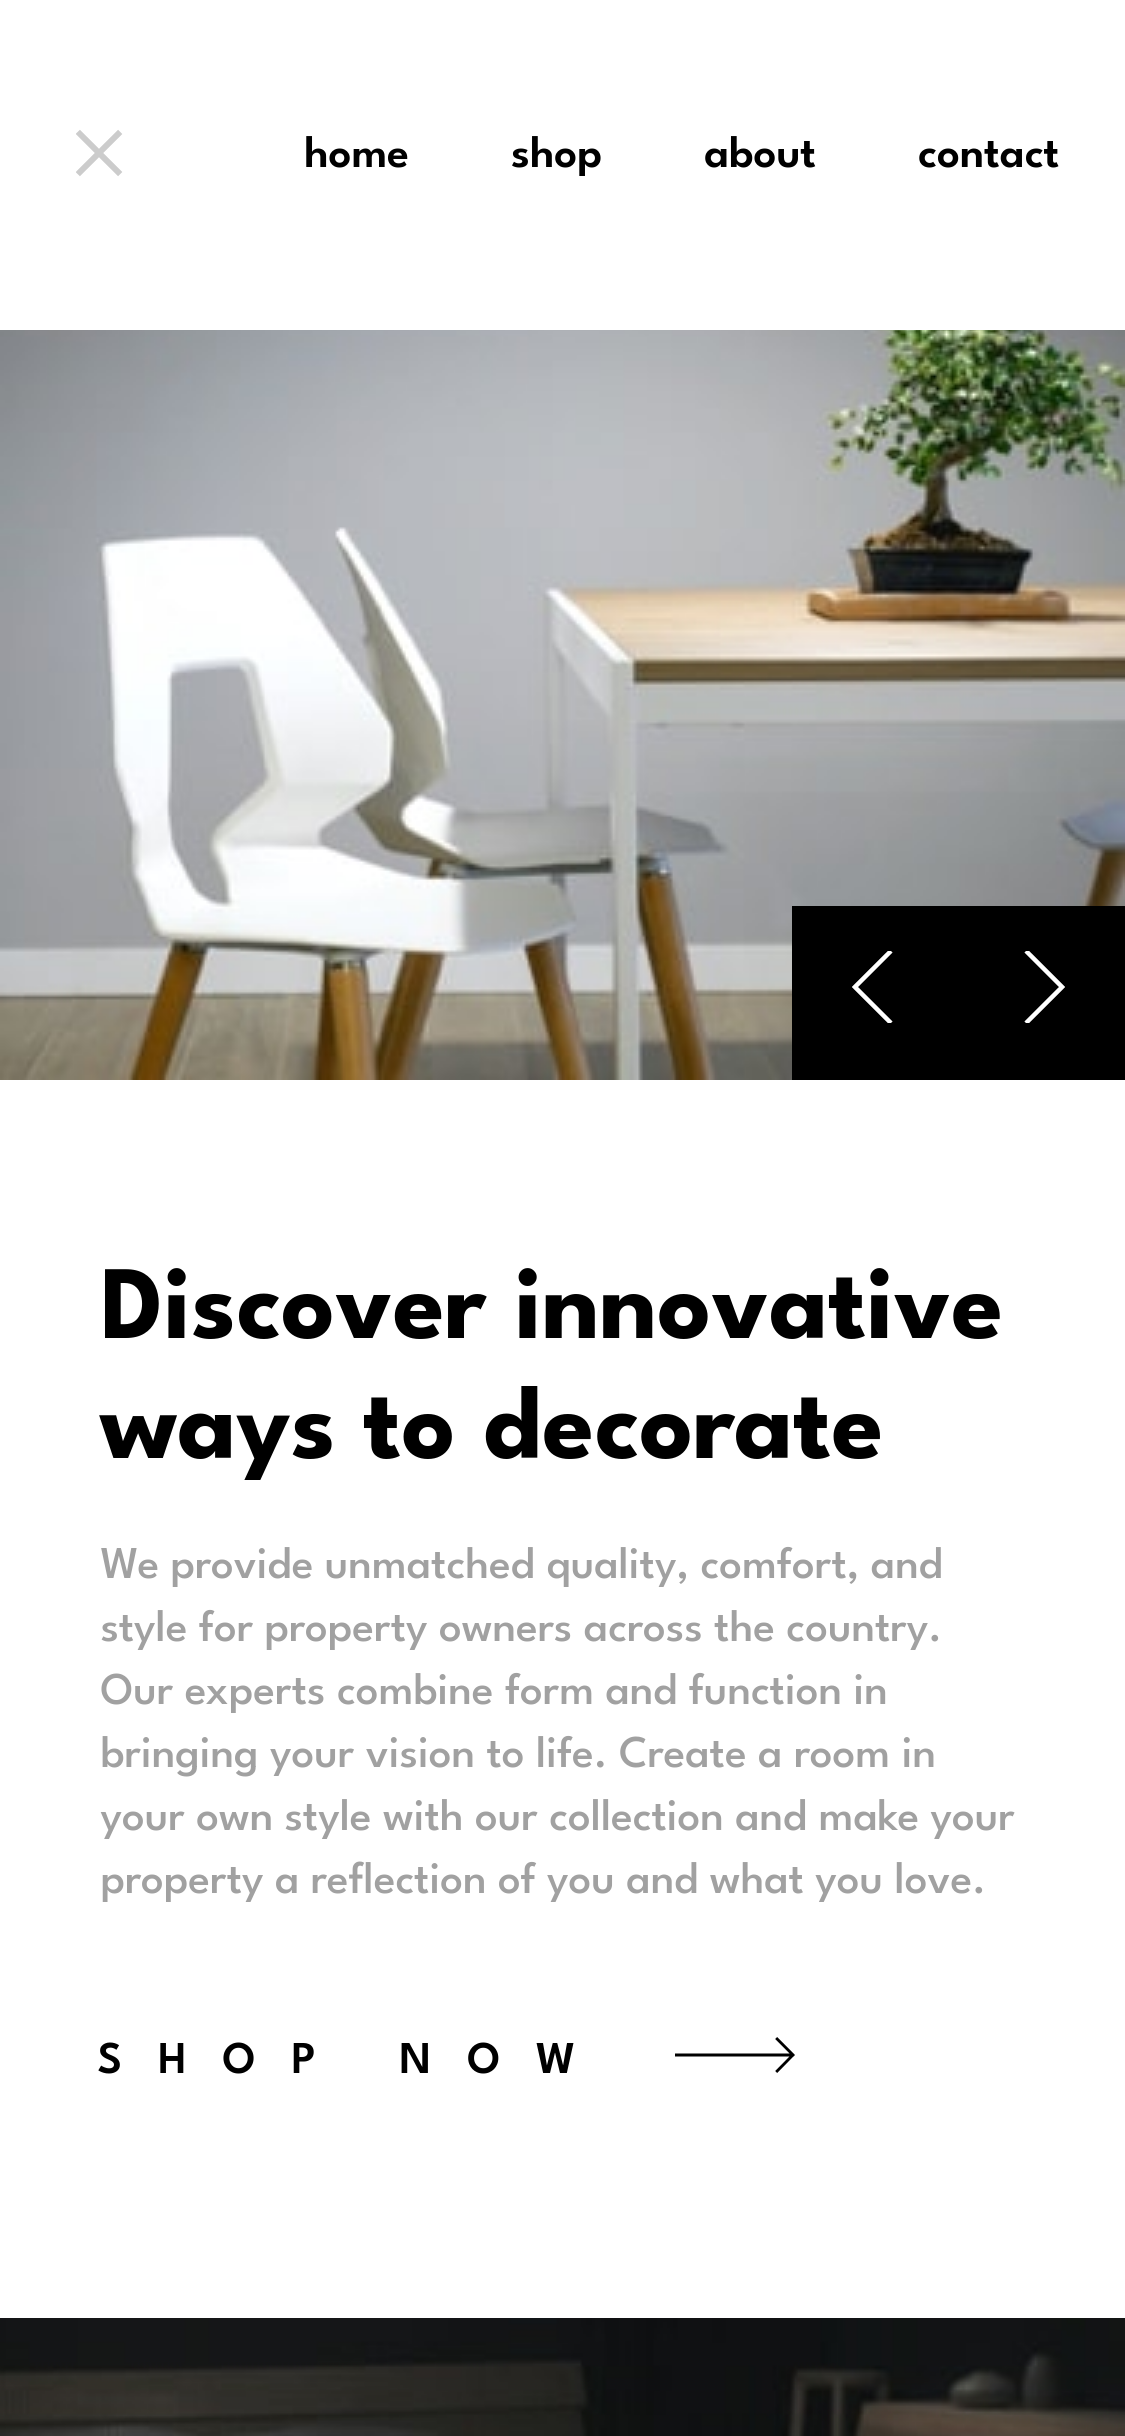 home shop about contact
Discover innovative
ways to decorate
We provide unmatched quality, comfort, and
style for property owners across the country.
Our experts combine form and function in
bringing your vision to life. Create a room in
your own style with our collection and make your
property a reflection of you and what you love.
SHOP NOW